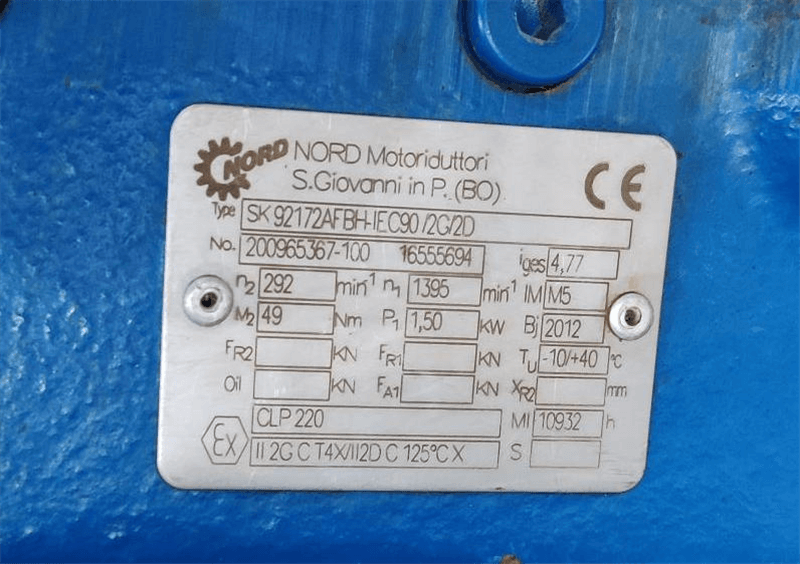 NORD NORD Motoriduttori
S.Giovanni in P. (BO)
CE
Type SK 92172AFBH-IEC90/2G/2D
No. 200965367-100 16555694 iges 4,77
n2 292 min-1 n1 1395 min-1 IM M5
M2 49 Nm P1 1,50 KW Bj 2012
FR2 KN FR1 KN TU -10/+40 °C
Oil KN FA1 KN XR2 mm
CLP 220 MI 10932 h
Ex II 2G C T4X/II2D C 125°C X S